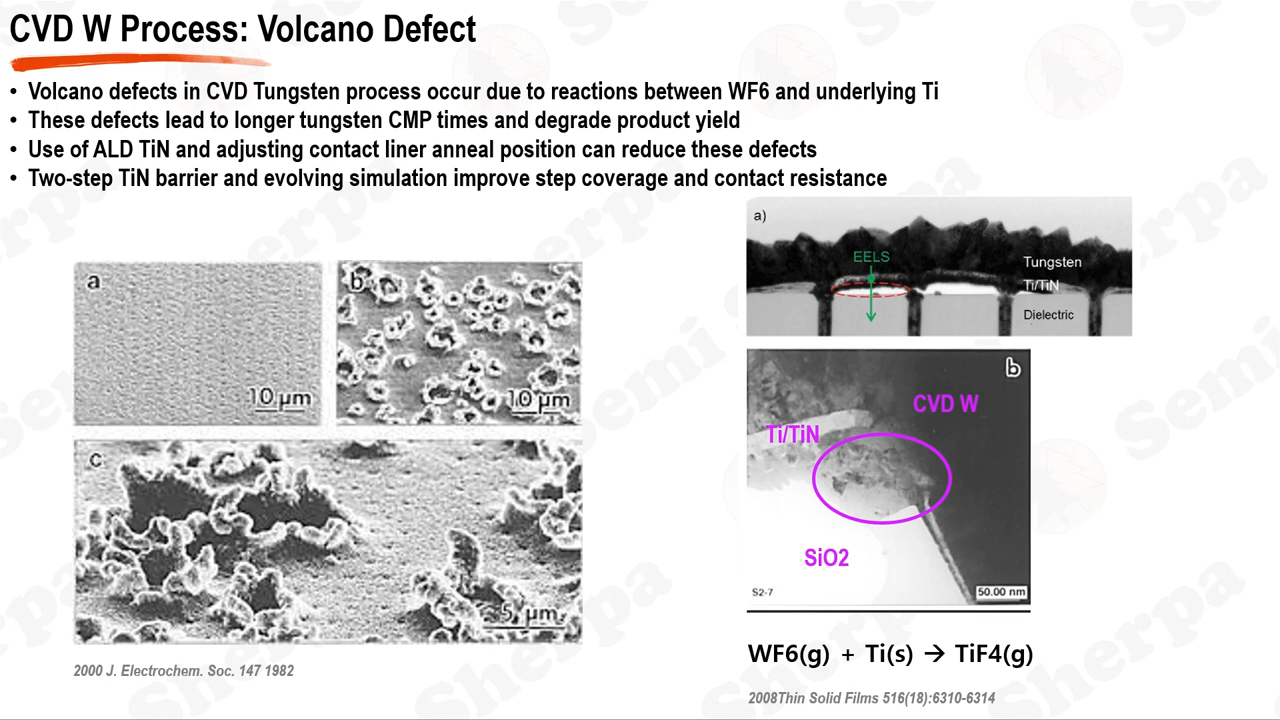 CVD W Process: Volcano Defect
• Volcano defects in CVD Tungsten process occur due to reactions between WF6 and underlying Ti
• These defects lead to longer tungsten CMP times and degrade product yield
• Use of ALD TiN and adjusting contact liner anneal position can reduce these defects
• Two-step TiN barrier and evolving simulation improve step coverage and contact resistance
a
10 µm
b
10 µm
c
5 µm
2000 J. Electrochem. Soc. 147 1982
a)
EELS
Tungsten
Ti/TiN
Dielectric
b
CVD W
Ti/TiN
SiO2
S2-7
50.00 nm
WF6(g) + Ti(s) → TiF4(g)
2008Thin Solid Films 516(18):6310-6314
Semi Sherpa